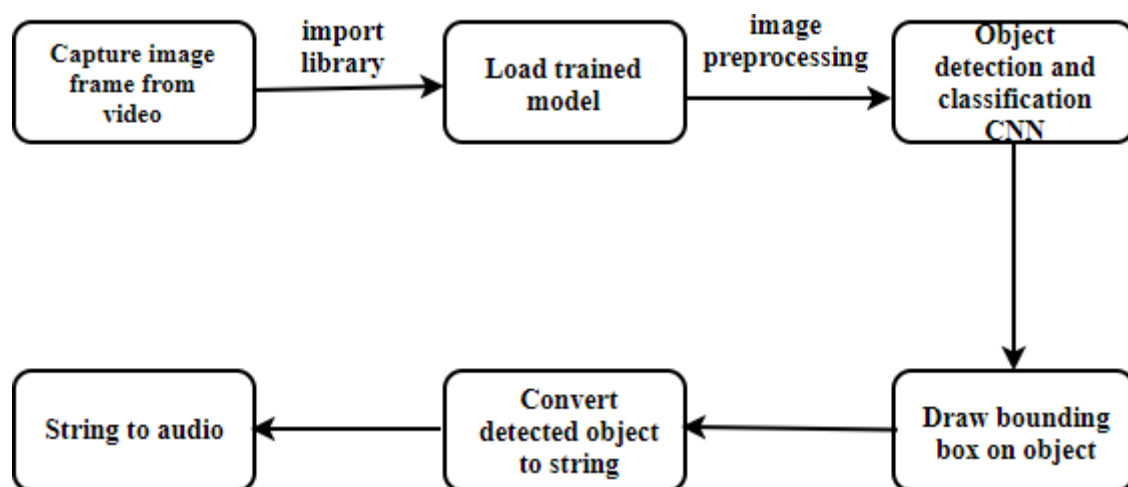 Capture image
frame from
video
import
library
Load trained
model
image
preprocessing
Object
detection and
classification
CNN
Draw bounding
box on object
Convert
detected object
to string
String to audio